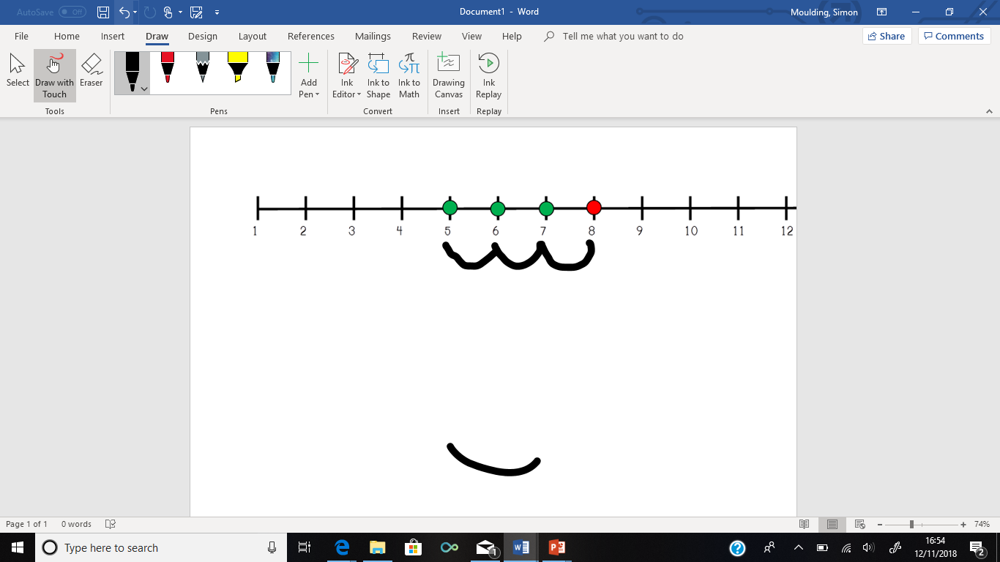 AutoSave Off Document1 - Word Moulding, Simon
File Home Insert Draw Design Layout References Mailings Review View Help Tell me what you want to do Share Comments
Select Draw with Touch Eraser Add Pen Ink Editor Ink to Shape Ink to Math Drawing Canvas Ink Replay
Tools Pens Convert Insert Replay
1 2 3 4 5 6 7 8 9 10 11 12
Page 1 of 1 0 words 74%
Type here to search 1 16:54
12/11/2018 2